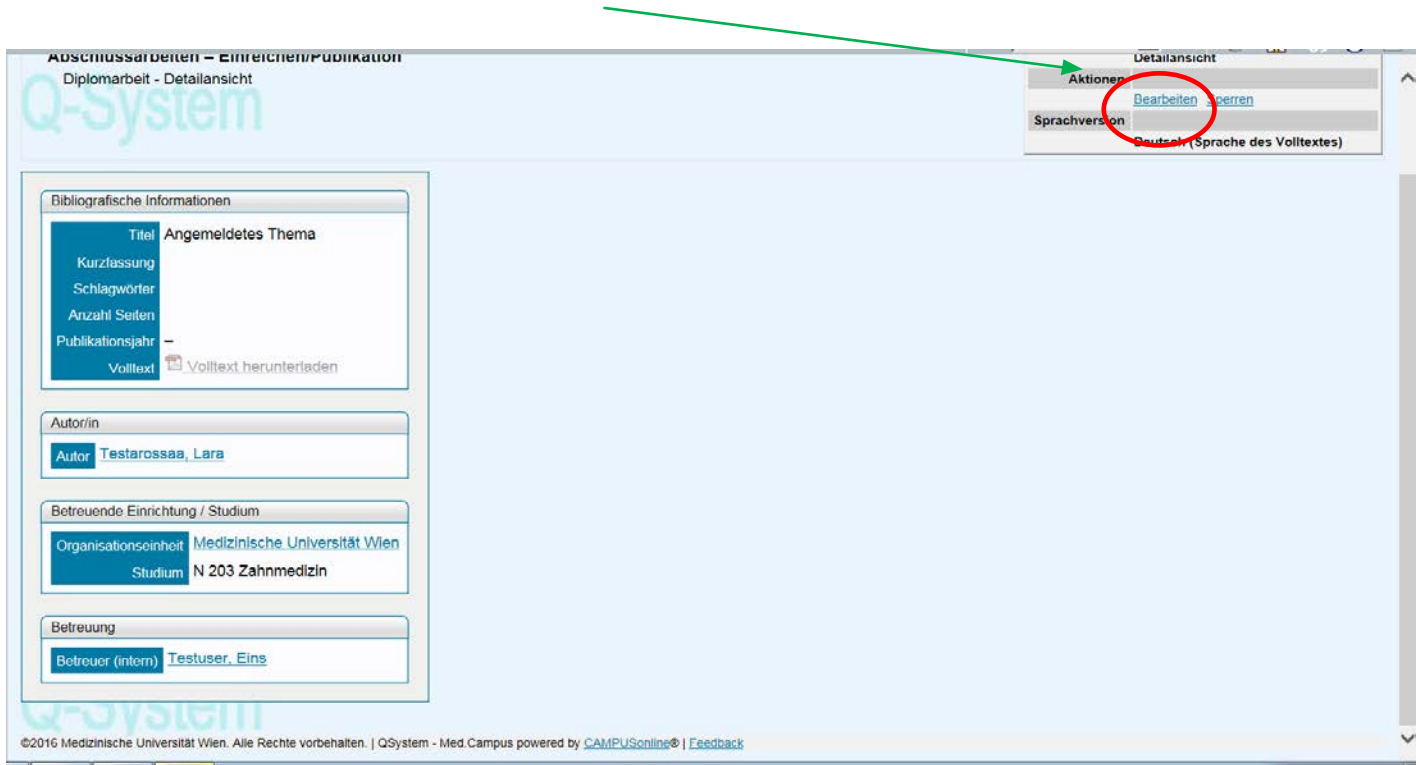 Abschlussarbeiten – Einreichen/Publikation
Diplomarbeit - Detailansicht
Q-System
Detailansicht
Aktionen
Bearbeiten Sperren
Sprachversion
Deutsch (Sprache des Volltextes)
Bibliografische Informationen
Titel Angemeldetes Thema
Kurzfassung
Schlagwörter
Anzahl Seiten
Publikationsjahr –
Volltext Volltext herunterladen
Autor/in
Autor Testarossaa, Lara
Betreuende Einrichtung / Studium
Organisationseinheit Medizinische Universität Wien
Studium N 203 Zahnmedizin
Betreuung
Betreuer (intern) Testuser, Eins
Q-System
©2016 Medizinische Universität Wien. Alle Rechte vorbehalten. | QSystem - Med.Campus powered by CAMPUSonline® | Feedback